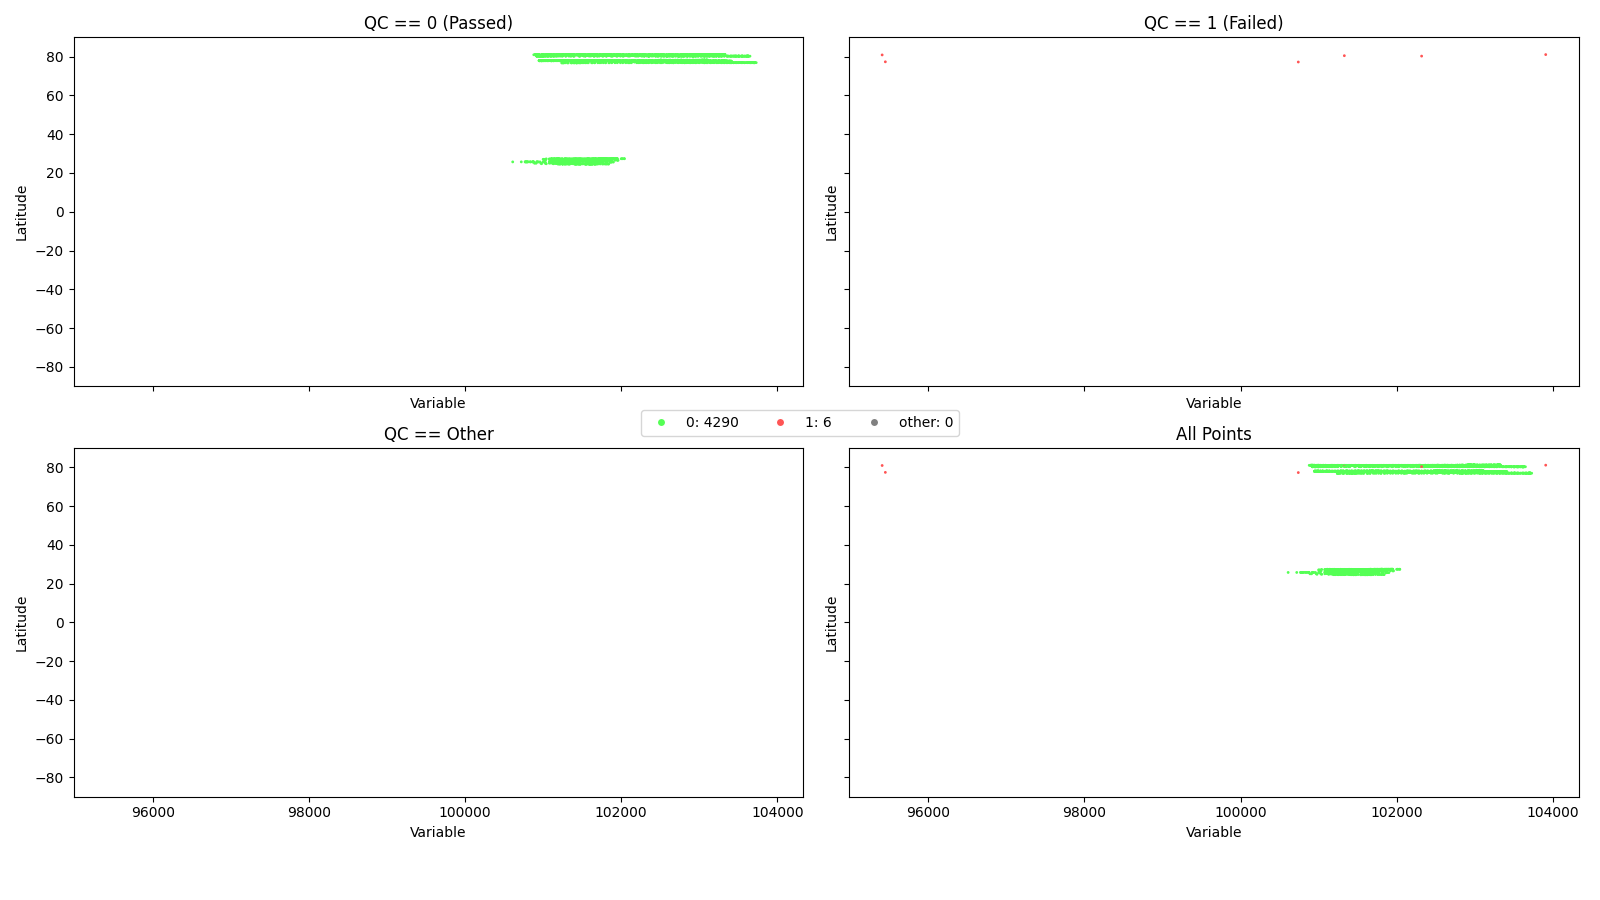 QC == 0 (Passed)
QC == 1 (Failed)
80
60
40
20
0
−20
−40
−60
−80
Latitude
Latitude
Variable
Variable
0: 4290
1: 6
other: 0
QC == Other
All Points
80
60
40
20
0
−20
−40
−60
−80
Latitude
Latitude
96000
98000
100000
102000
104000
96000
98000
100000
102000
104000
Variable
Variable